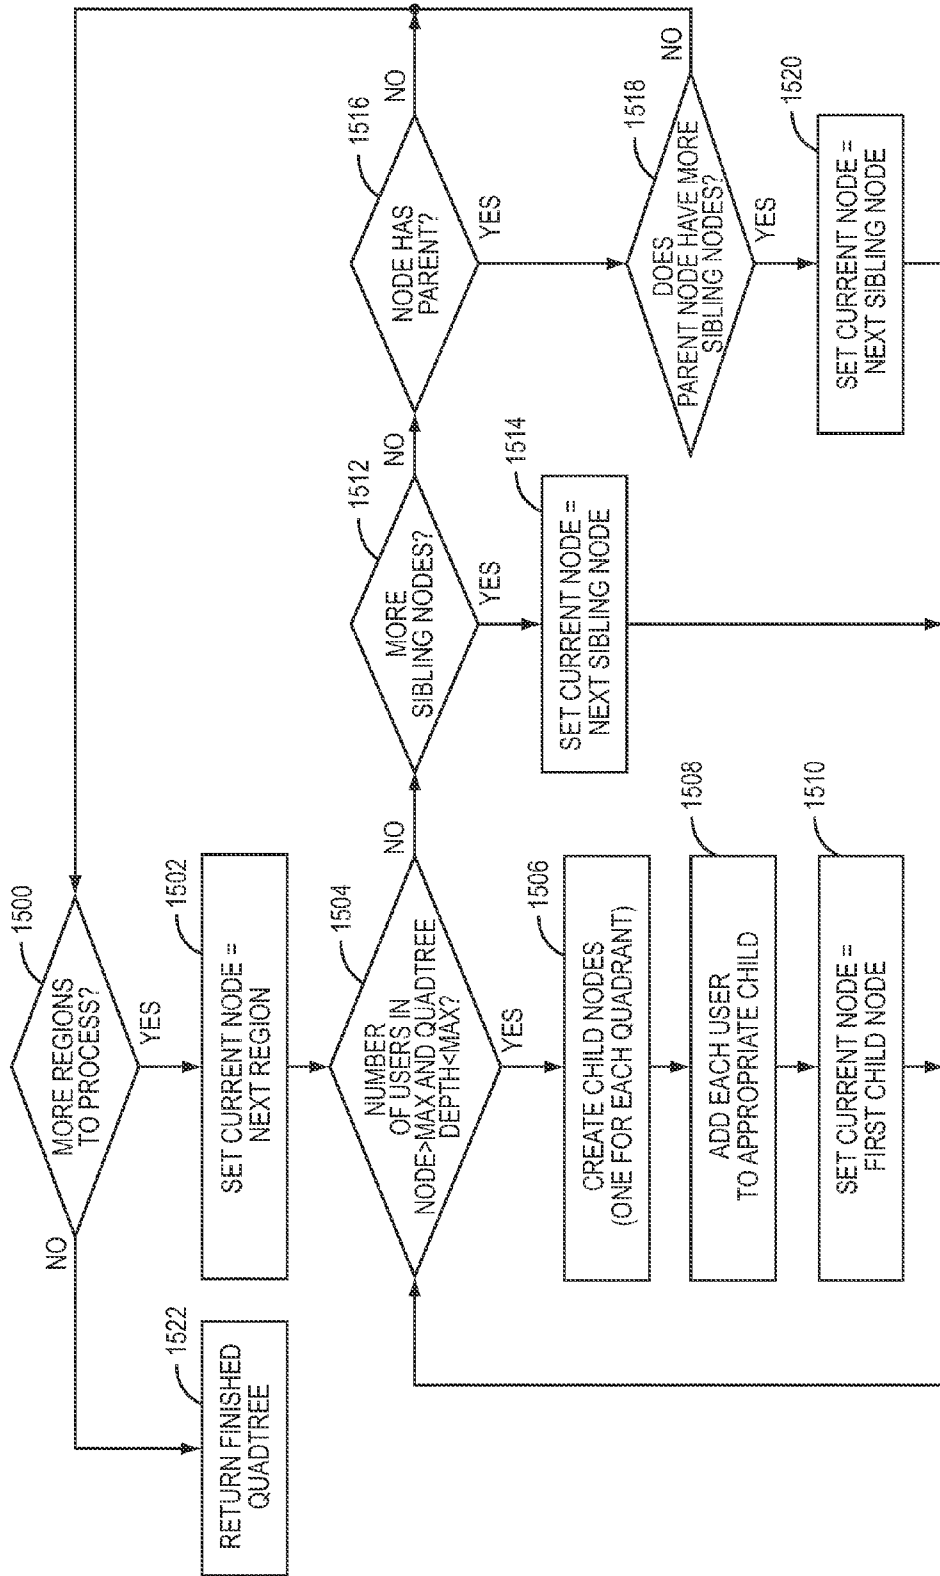 1500
MORE REGIONS
TO PROCESS?
NO
YES
1522
RETURN FINISHED
QUADTREE
1502
SET CURRENT NODE =
NEXT REGION
1504
NUMBER
OF USERS IN
NODE>MAX AND QUADTREE
DEPTH<MAX?
NO
YES
1506
CREATE CHILD NODES
(ONE FOR EACH QUADRANT)
1508
ADD EACH USER
TO APPROPRIATE CHILD
1510
SET CURRENT NODE =
FIRST CHILD NODE
1512
MORE
SIBLING NODES?
NO
YES
1514
SET CURRENT NODE =
NEXT SIBLING NODE
1516
NODE HAS
PARENT?
NO
YES
1518
DOES
PARENT NODE HAVE MORE
SIBLING NODES?
NO
YES
1520
SET CURRENT NODE =
NEXT SIBLING NODE